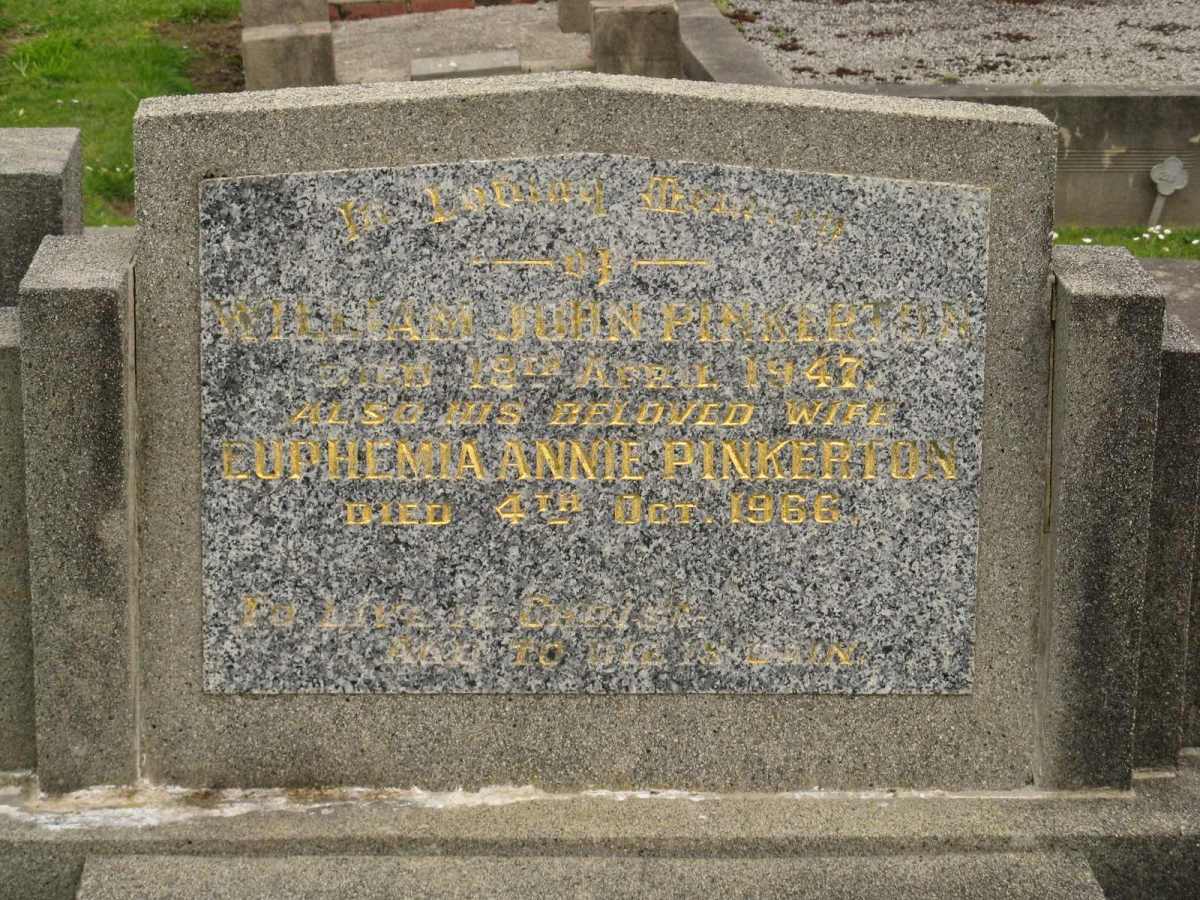 In Loving Memory
of
WILLIAM JOHN PINKERTON
DIED 18TH APRIL 1947.
ALSO HIS BELOVED WIFE
EUPHEMIA ANNIE PINKERTON
DIED 4TH OCT. 1966.
TO LIVE IS CHRIST
AND TO DIE IS GAIN.